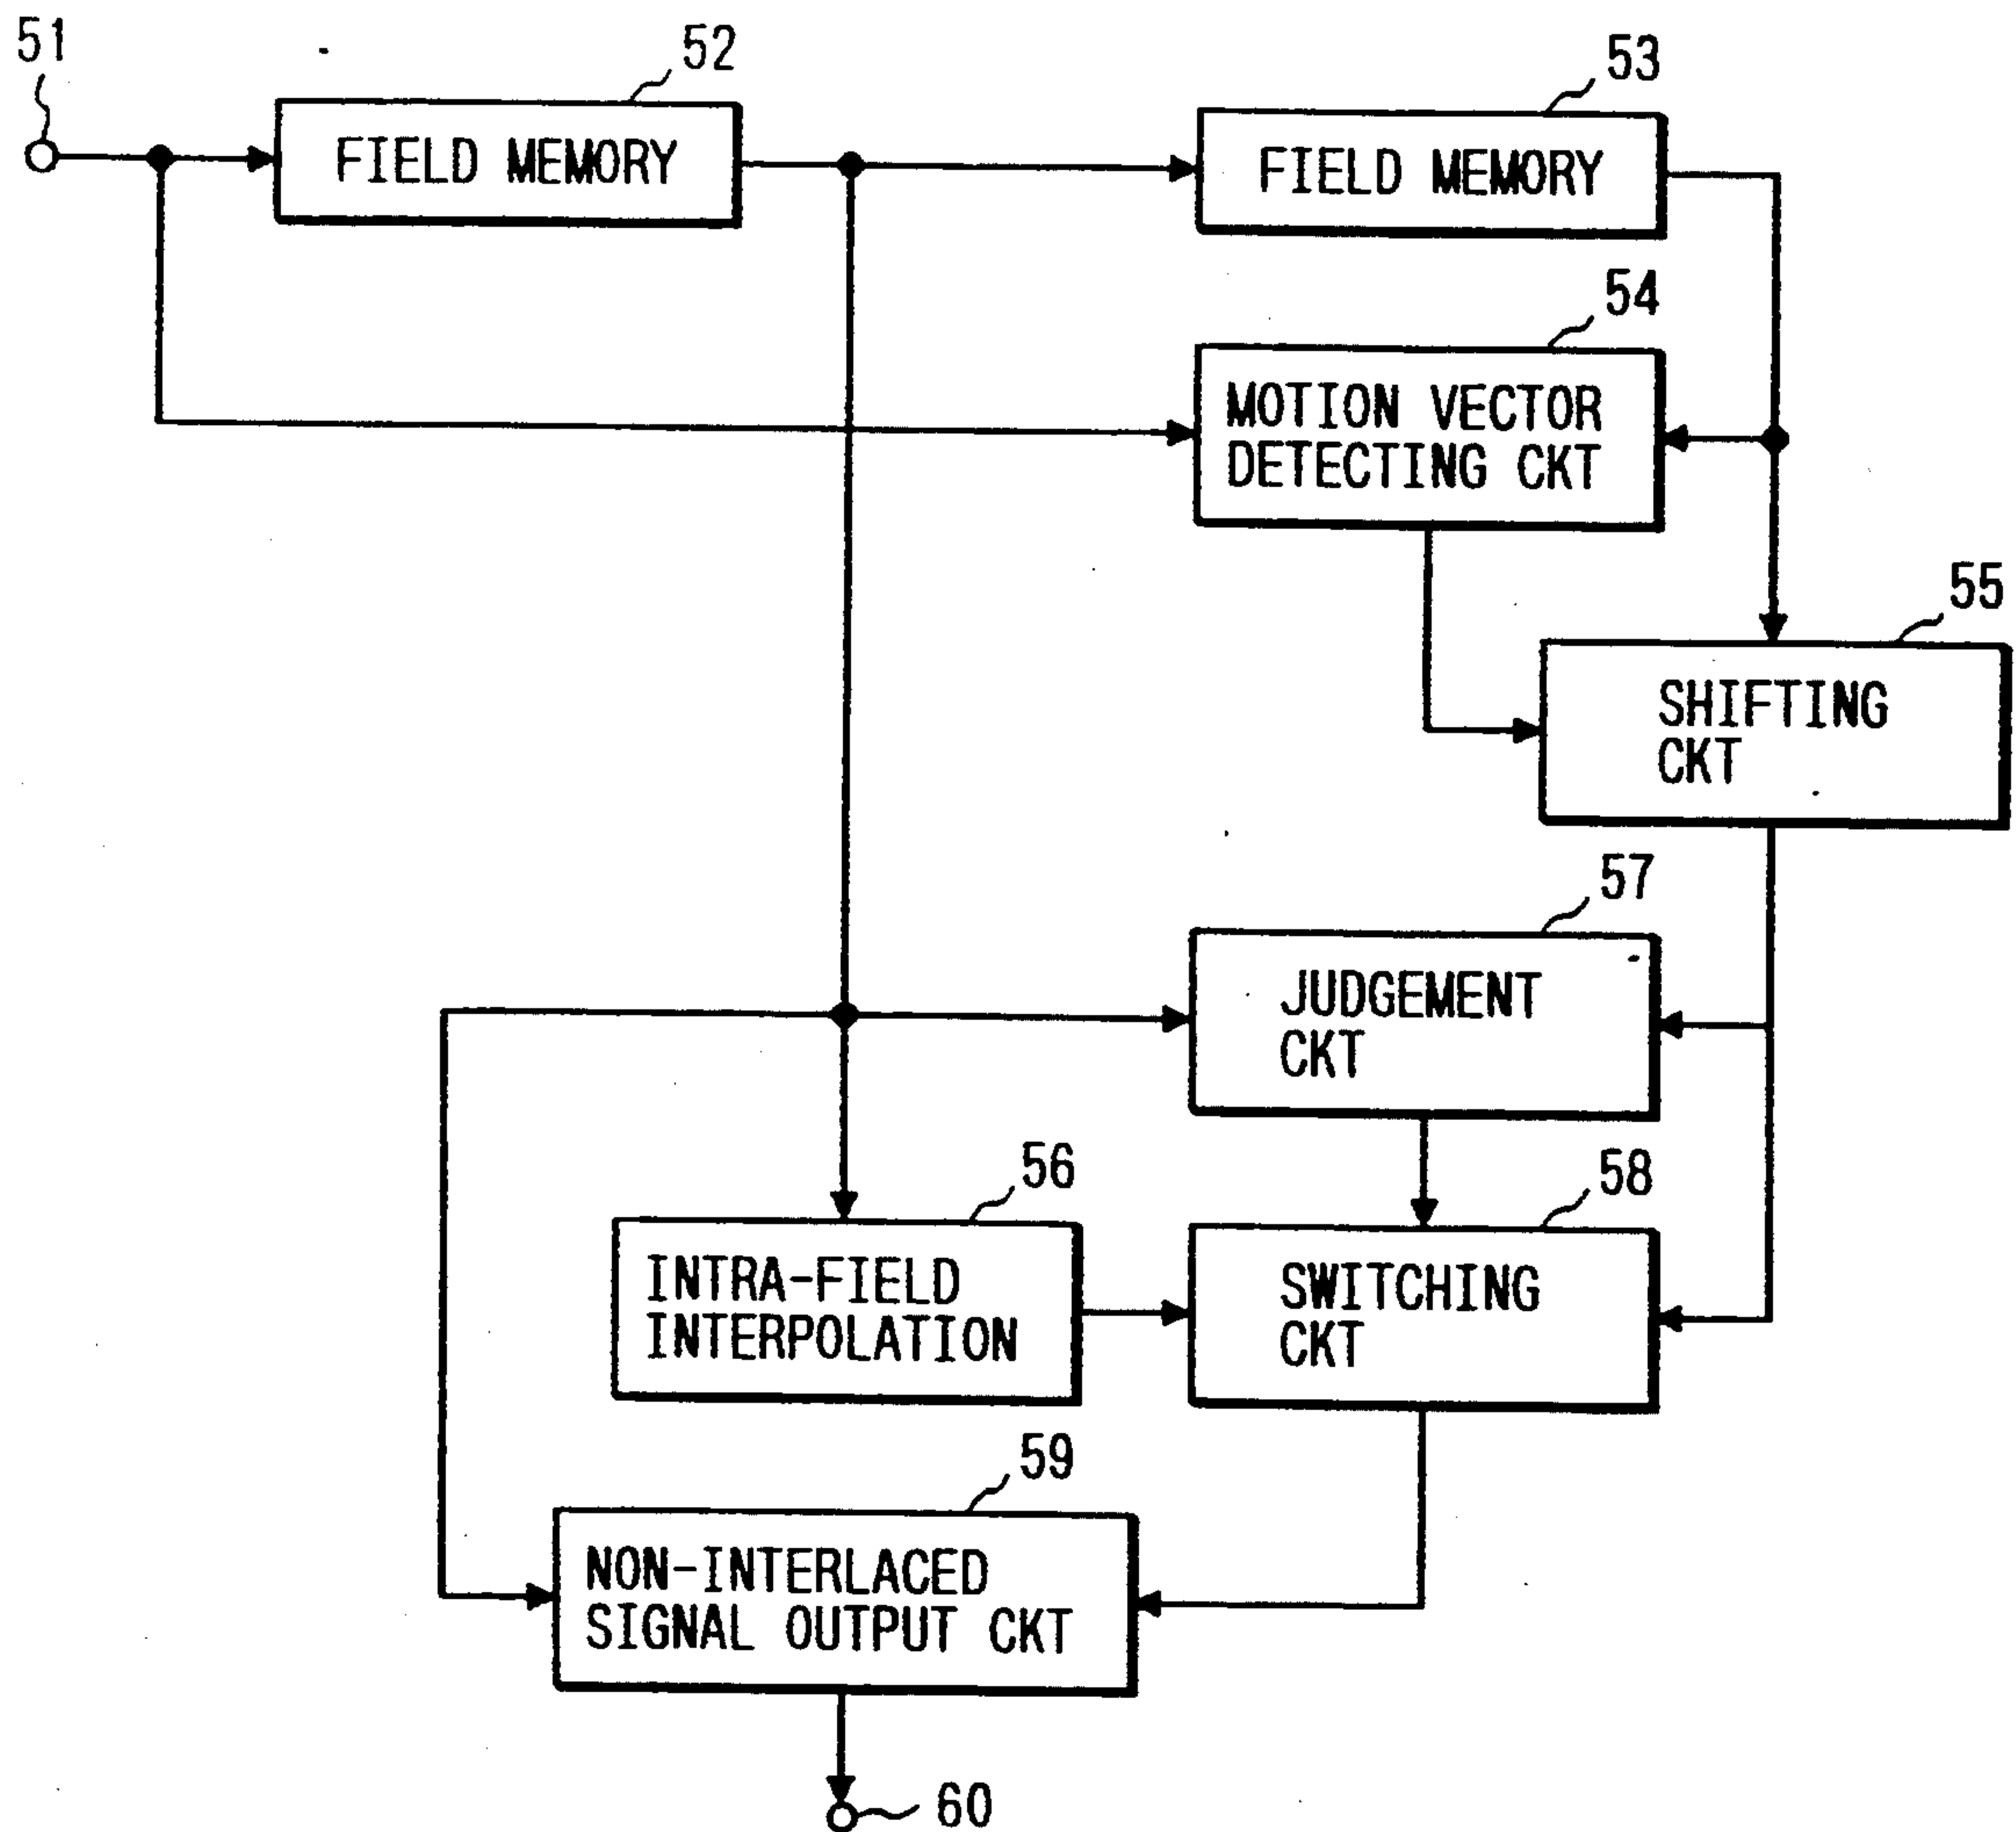 51
52
53
FIELD MEMORY
FIELD MEMORY
54
MOTION VECTOR
DETECTING CKT
55
SHIFTING
CKT
57
JUDGEMENT
CKT
56
58
INTRA-FIELD
INTERPOLATION
SWITCHING
CKT
59
NON-INTERLACED
SIGNAL OUTPUT CKT
60